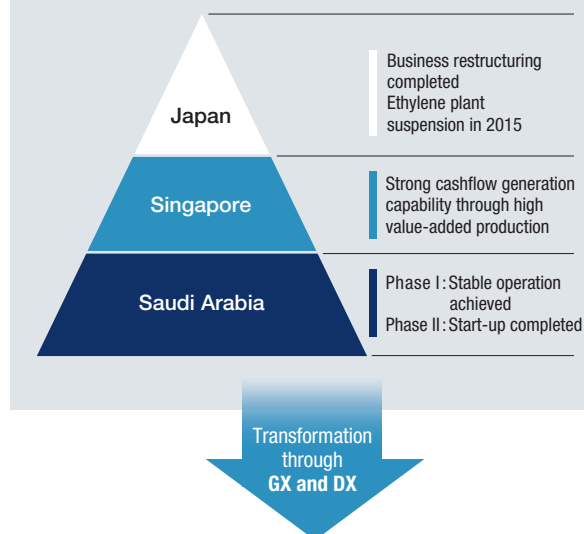 Japan
Business restructuring
completed
Ethylene plant
suspension in 2015
Singapore
Strong cashflow generation
capability through high
value-added production
Saudi Arabia
Phase I : Stable operation
achieved
Phase II : Start-up completed
Transformation
through
GX and DX